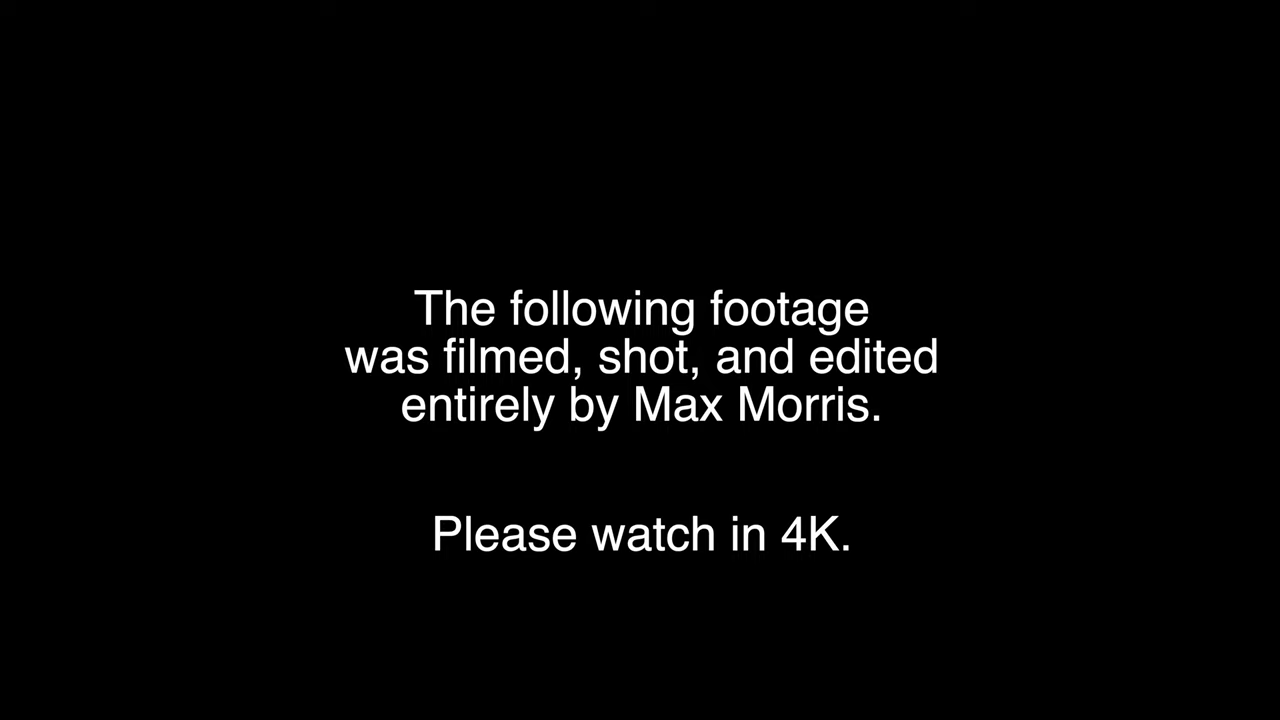 The following footage
was filmed, shot, and edited
entirely by Max Morris.
Please watch in 4K.